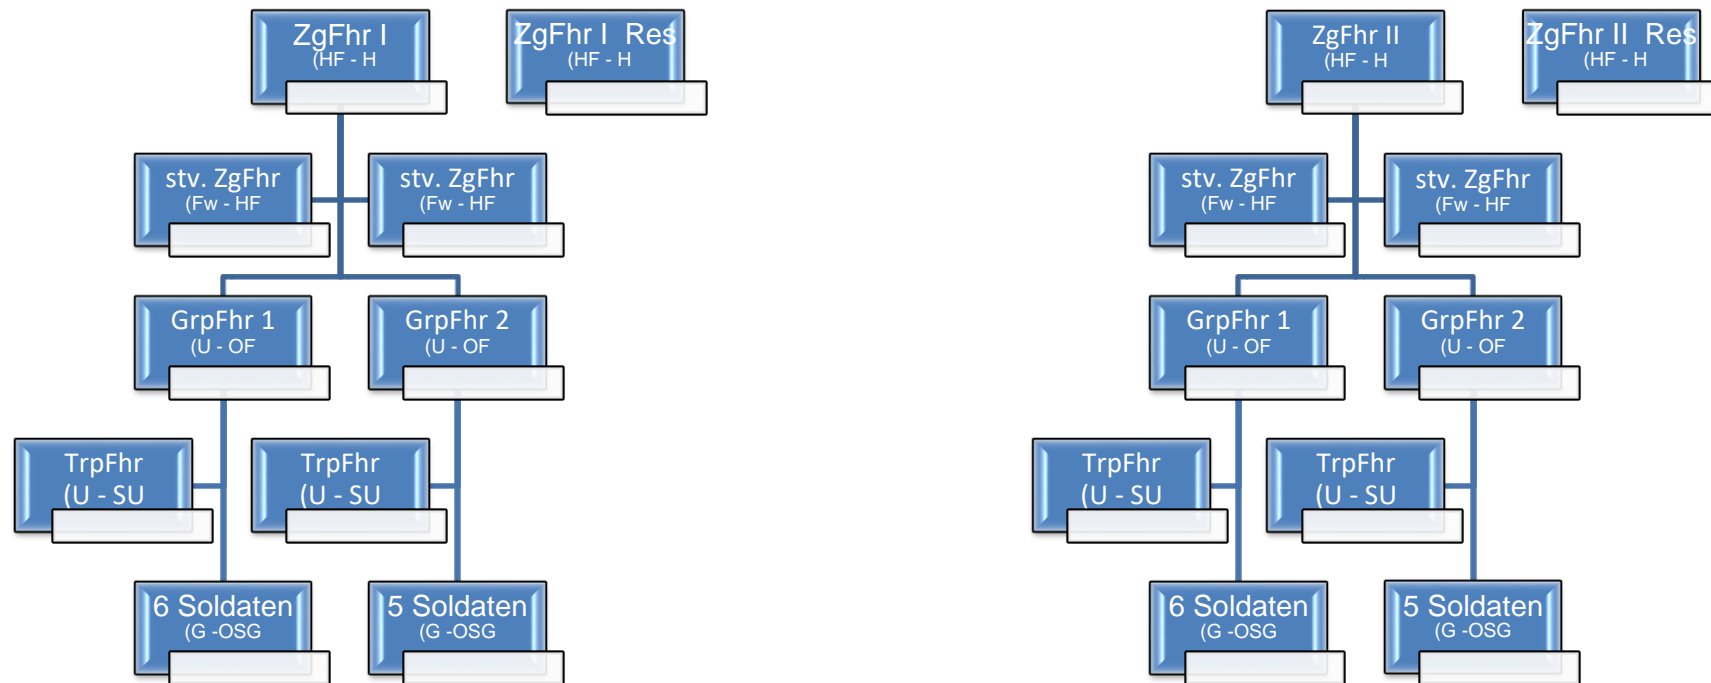 ZgFhr I
(HF - H
ZgFhr I Res
(HF - H
stv. ZgFhr
(Fw - HF
stv. ZgFhr
(Fw - HF
GrpFhr 1
(U - OF
GrpFhr 2
(U - OF
TrpFhr
(U - SU
TrpFhr
(U - SU
6 Soldaten
(G -OSG
5 Soldaten
(G -OSG
ZgFhr II
(HF - H
ZgFhr II Res
(HF - H
stv. ZgFhr
(Fw - HF
stv. ZgFhr
(Fw - HF
GrpFhr 1
(U - OF
GrpFhr 2
(U - OF
TrpFhr
(U - SU
TrpFhr
(U - SU
6 Soldaten
(G -OSG
5 Soldaten
(G -OSG